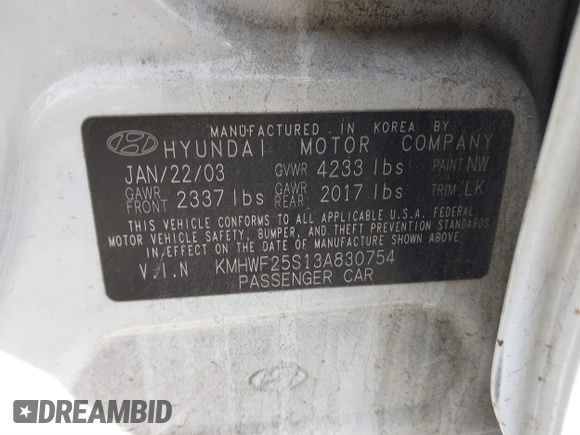 MANUFACTURED IN KOREA BY
HYUNDAI MOTOR COMPANY
JAN/22/03 GVWR 4233 lbs PAINT NW
GAWR FRONT 2337 lbs GAWR REAR 2017 lbs TRIM LK
THIS VEHICLE CONFORMS TO ALL APPLICABLE U.S.A. FEDERAL
MOTOR VEHICLE SAFETY, BUMPER, AND THEFT PREVENTION STANDARDS
IN EFFECT ON THE DATE OF MANUFACTURE SHOWN ABOVE.
V.I.N KMHWF25S13A830754
PASSENGER CAR
DREAMBID